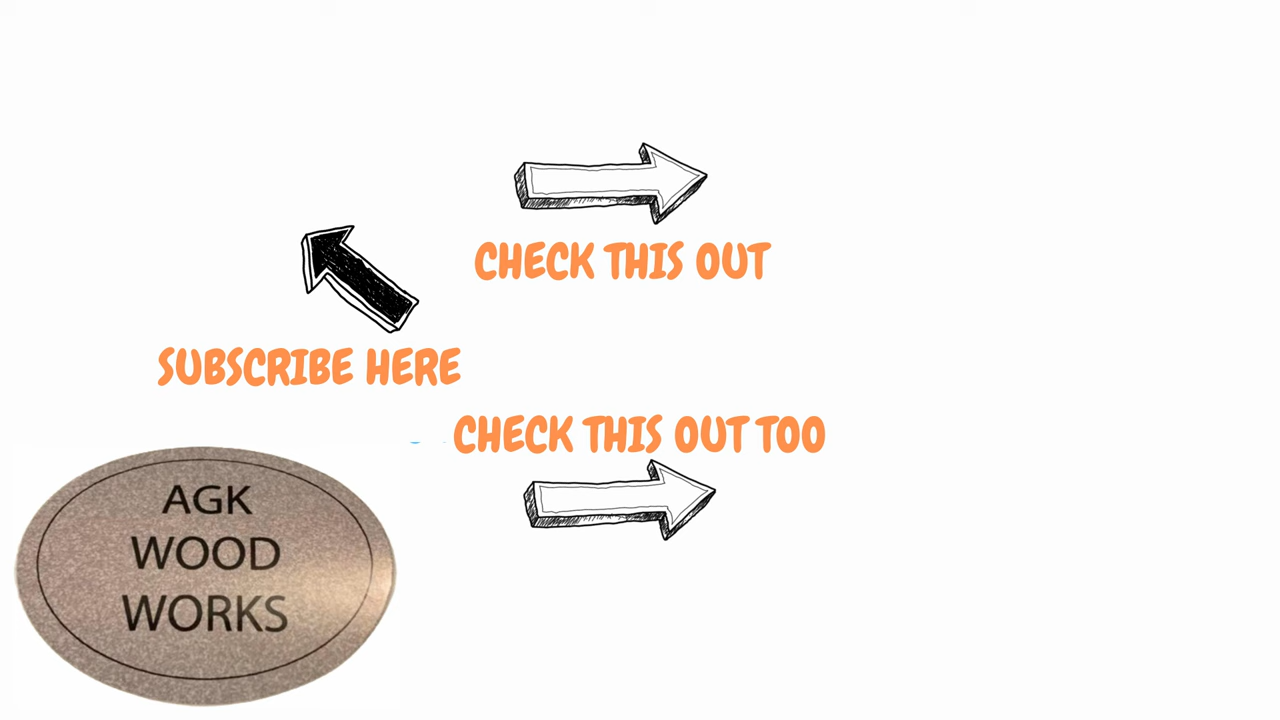 CHECK THIS OUT
SUBSCRIBE HERE
CHECK THIS OUT TOO
AGK
WOOD
WORKS